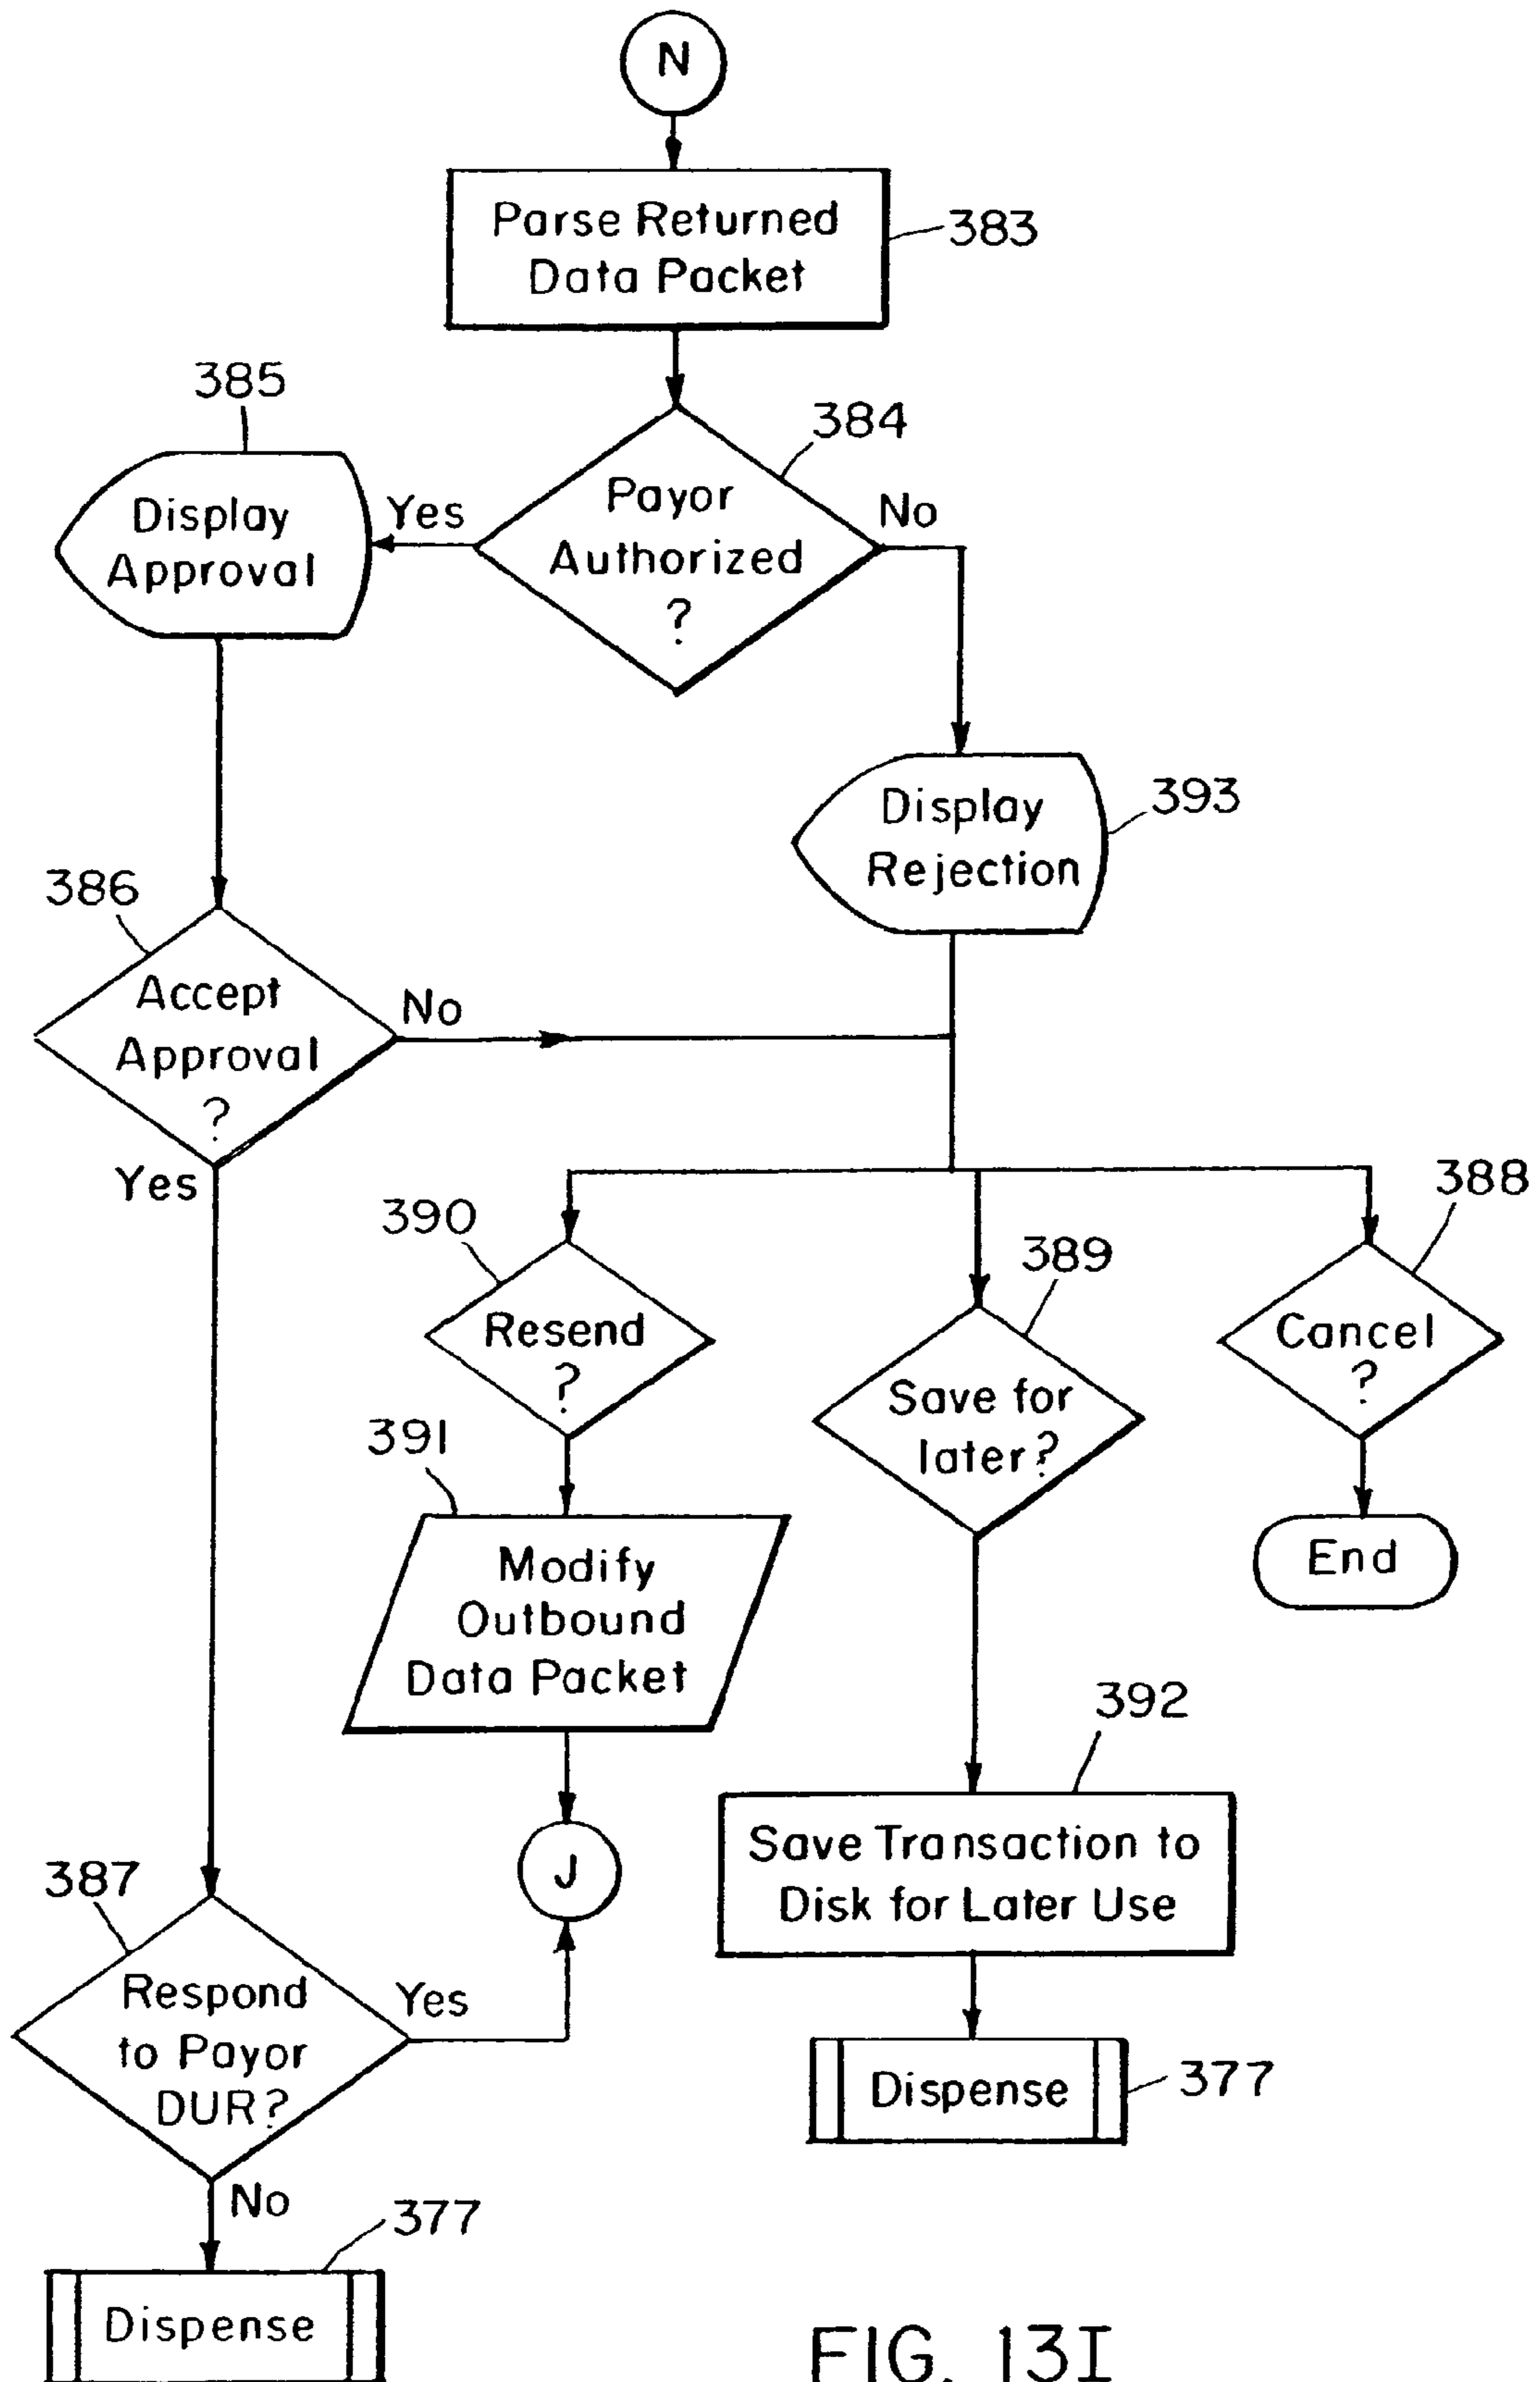 N
Parse Returned
Data Packet
383
385
384
Display
Approval
Yes
Payor
Authorized
?
No
Display
Rejection
393
386
Accept
Approval
?
No
Yes
390
389
388
Resend
?
Save for
later?
Cancel
?
391
Modify
Outbound
Data Packet
End
392
J
Save Transaction to
Disk for Later Use
387
Respond
to Payor
DUR?
Yes
Dispense
377
No
377
Dispense
FIG. 13I